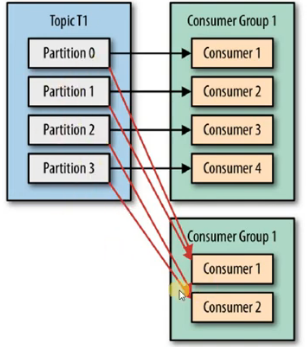 Topic T1
Partition 0
Partition 1
Partition 2
Partition 3
Consumer Group 1
Consumer 1
Consumer 2
Consumer 3
Consumer 4
Consumer Group 1
Consumer 1
Consumer 2